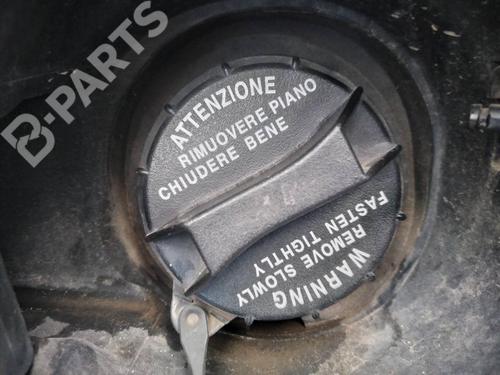 B-PARTS
ATTENZIONE
RIMUOVERE PIANO
CHIUDERE BENE
WARNING
REMOVE SLOWLY
FASTEN TIGHTLY